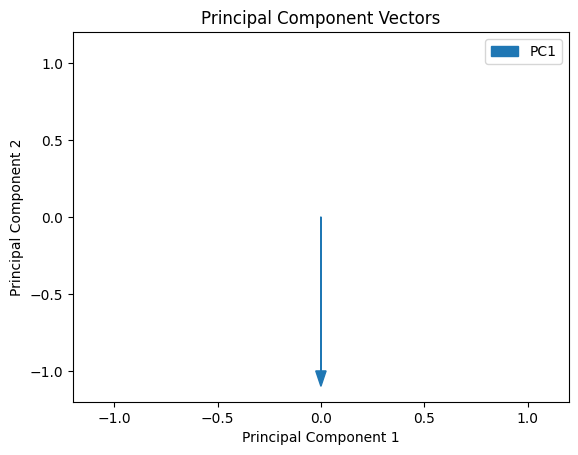 Principal Component Vectors
PC1
1.0
0.5
0.0
−0.5
−1.0
Principal Component 2
−1.0 −0.5 0.0 0.5 1.0
Principal Component 1